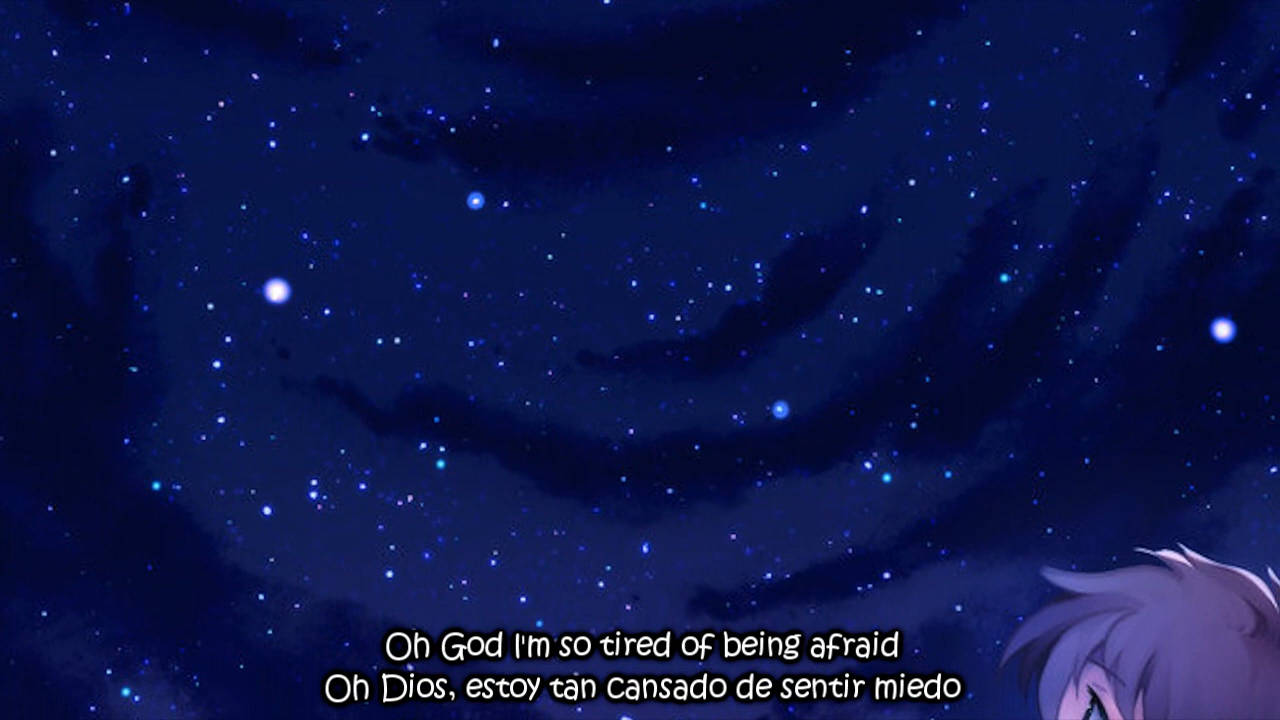 Oh God I'm so tired of being afraid
Oh Dios, estoy tan cansado de sentir miedo